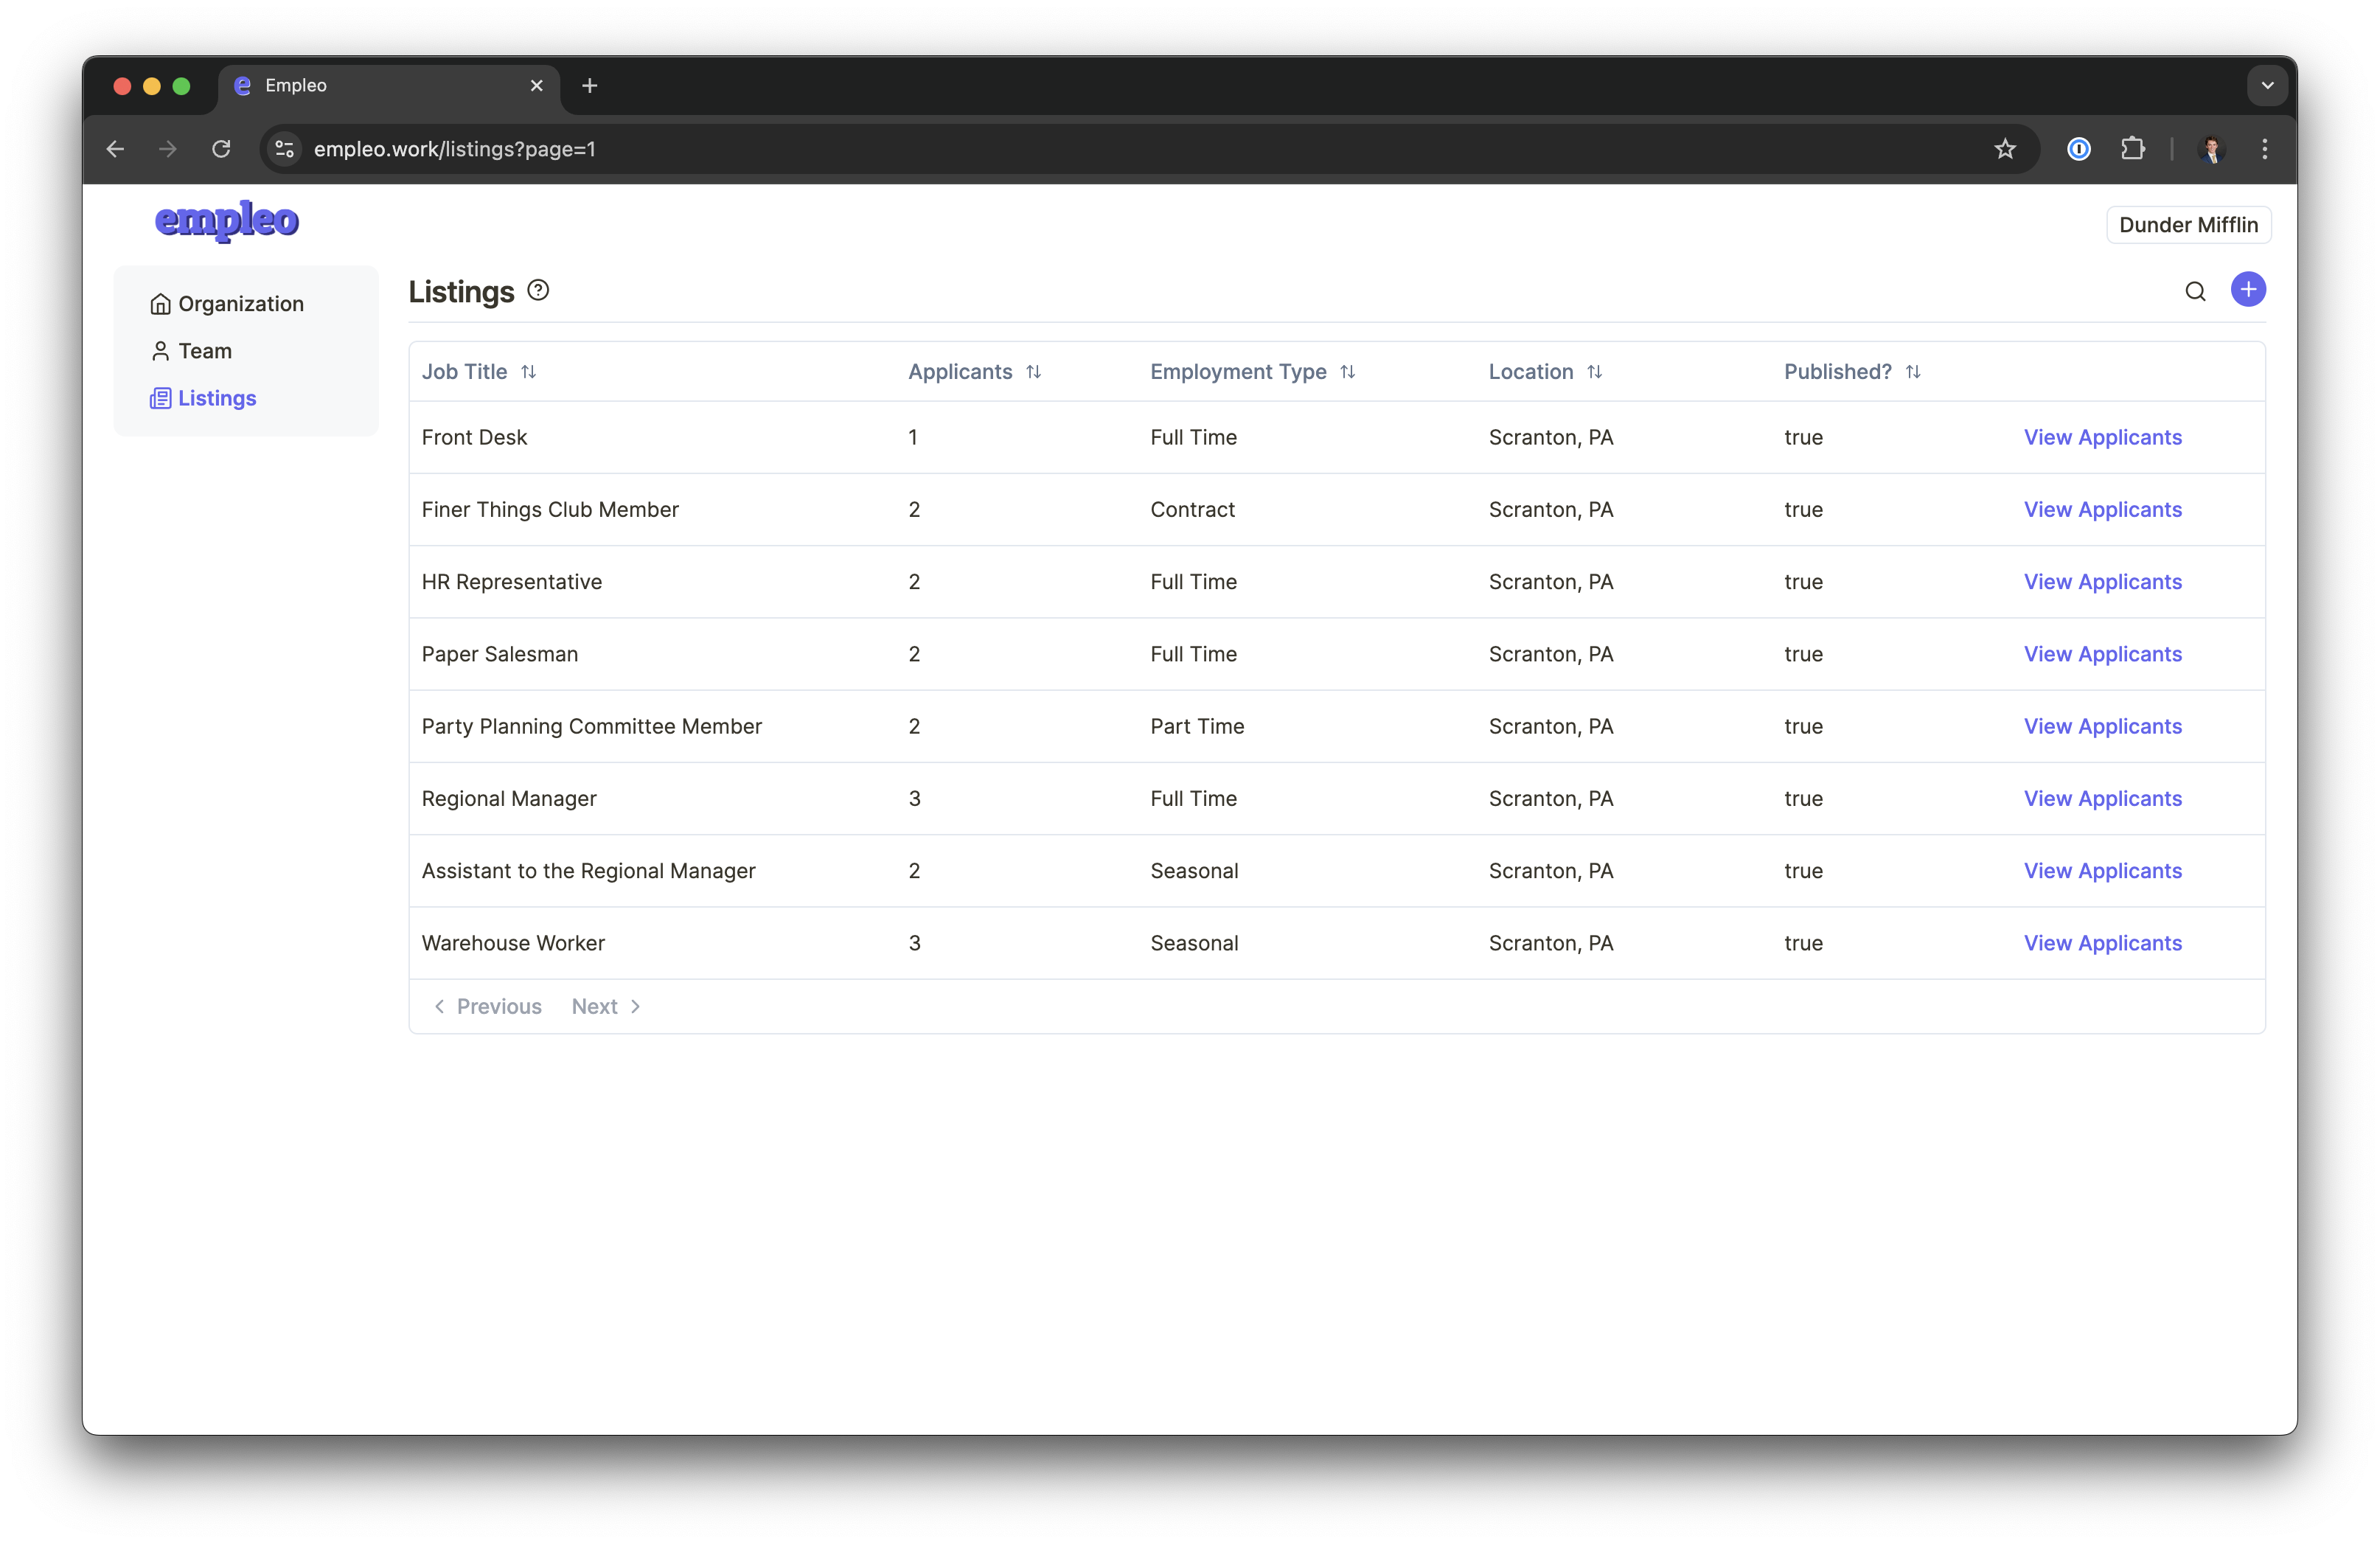 Empleo
empleo.work/listings?page=1
empleo
Dunder Mifflin
Organization
Team
Listings
Listings
Job Title Applicants Employment Type Location Published?
Front Desk 1 Full Time Scranton, PA true View Applicants
Finer Things Club Member 2 Contract Scranton, PA true View Applicants
HR Representative 2 Full Time Scranton, PA true View Applicants
Paper Salesman 2 Full Time Scranton, PA true View Applicants
Party Planning Committee Member 2 Part Time Scranton, PA true View Applicants
Regional Manager 3 Full Time Scranton, PA true View Applicants
Assistant to the Regional Manager 2 Seasonal Scranton, PA true View Applicants
Warehouse Worker 3 Seasonal Scranton, PA true View Applicants
Previous Next